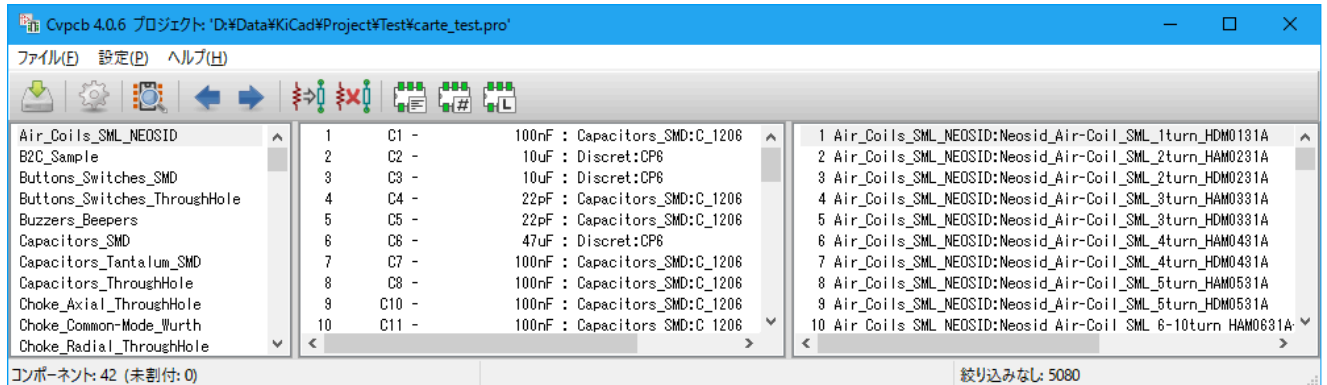 Cvpcb 4.0.6 プロジェクト: 'D:¥Data¥KiCad¥Project¥Test¥carte_test.pro'
ファイル(F) 設定(P) ヘルプ(H)
Air_Coils_SML_NEOSID
B2C_Sample
Buttons_Switches_SMD
Buttons_Switches_ThroughHole
Buzzers_Beepers
Capacitors_SMD
Capacitors_Tantalum_SMD
Capacitors_ThroughHole
Choke_Axial_ThroughHole
Choke_Common-Mode_Wurth
Choke_Radial_ThroughHole
1 C1 - 100nF : Capacitors_SMD:C_1206
2 C2 - 10uF : Discret:CP6
3 C3 - 10uF : Discret:CP6
4 C4 - 22pF : Capacitors_SMD:C_1206
5 C5 - 22pF : Capacitors_SMD:C_1206
6 C6 - 47uF : Discret:CP6
7 C7 - 100nF : Capacitors_SMD:C_1206
8 C8 - 100nF : Capacitors_SMD:C_1206
9 C10 - 100nF : Capacitors_SMD:C_1206
10 C11 - 100nF : Capacitors_SMD:C_1206
1 Air_Coils_SML_NEOSID:Neosid_Air-Coil_SML_1turn_HDM0131A
2 Air_Coils_SML_NEOSID:Neosid_Air-Coil_SML_2turn_HAM0231A
3 Air_Coils_SML_NEOSID:Neosid_Air-Coil_SML_2turn_HDM0231A
4 Air_Coils_SML_NEOSID:Neosid_Air-Coil_SML_3turn_HAM0331A
5 Air_Coils_SML_NEOSID:Neosid_Air-Coil_SML_3turn_HDM0331A
6 Air_Coils_SML_NEOSID:Neosid_Air-Coil_SML_4turn_HAM0431A
7 Air_Coils_SML_NEOSID:Neosid_Air-Coil_SML_4turn_HDM0431A
8 Air_Coils_SML_NEOSID:Neosid_Air-Coil_SML_5turn_HAM0531A
9 Air_Coils_SML_NEOSID:Neosid_Air-Coil_SML_5turn_HDM0531A
10 Air_Coils_SML_NEOSID:Neosid_Air-Coil_SML_6-10turn_HAM0631A-
コンポーネント: 42 (未割付: 0)
絞り込みなし: 5080